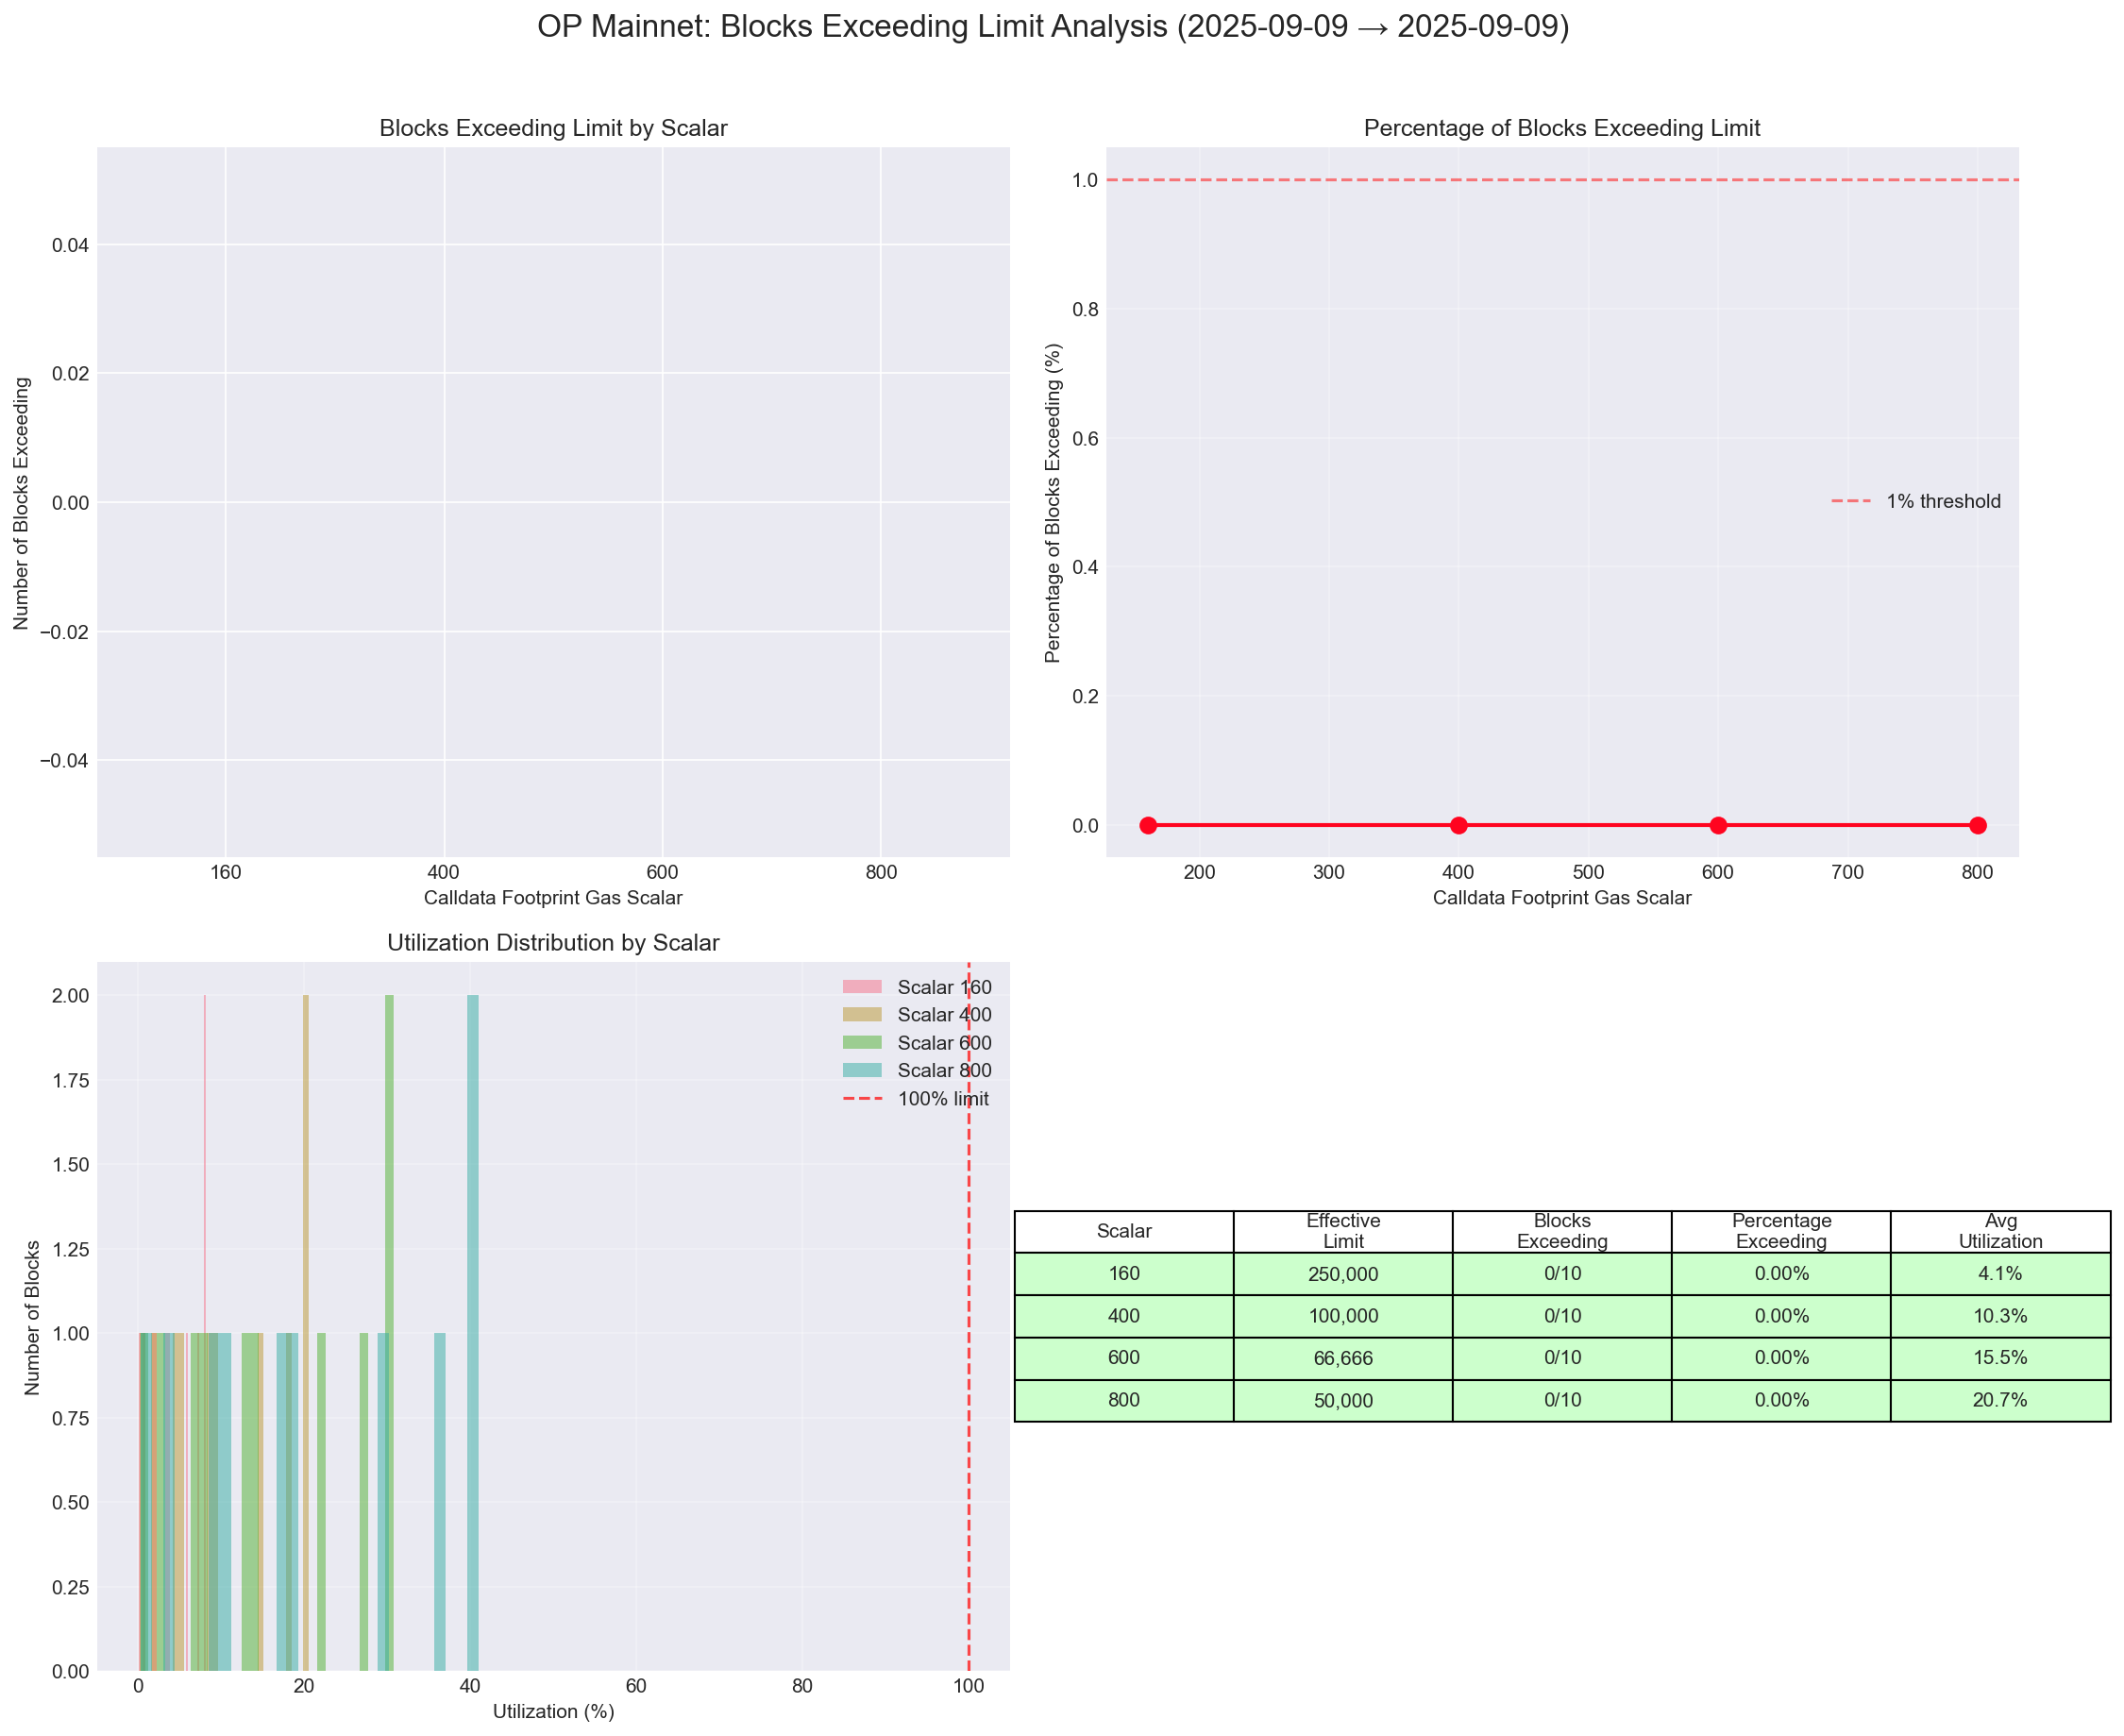 OP Mainnet: Blocks Exceeding Limit Analysis (2025-09-09 → 2025-09-09)
Blocks Exceeding Limit by Scalar
Number of Blocks Exceeding
0.04
0.02
0.00
−0.02
−0.04
160 400 600 800
Calldata Footprint Gas Scalar
Percentage of Blocks Exceeding Limit
Percentage of Blocks Exceeding (%)
1.0
0.8
0.6
0.4
0.2
0.0
1% threshold
200 300 400 500 600 700 800
Calldata Footprint Gas Scalar
Utilization Distribution by Scalar
Number of Blocks
2.00
1.75
1.50
1.25
1.00
0.75
0.50
0.25
0.00
Scalar 160
Scalar 400
Scalar 600
Scalar 800
100% limit
0 20 40 60 80 100
Utilization (%)
Scalar Effective Limit Blocks Exceeding Percentage Exceeding Avg Utilization
160 250,000 0/10 0.00% 4.1%
400 100,000 0/10 0.00% 10.3%
600 66,666 0/10 0.00% 15.5%
800 50,000 0/10 0.00% 20.7%